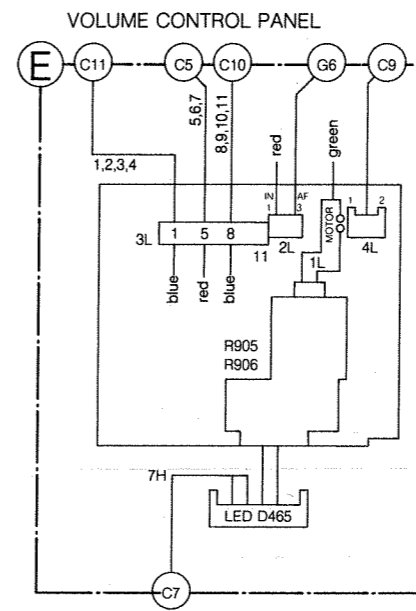 VOLUME CONTROL PANEL
E C11 C5 C10 G6 C9
5,6,7
8,9,10,11
red
green
1,2,3,4
IN AF
1 3
MOTOR
1 2
3L 1 5 8
11
2L
1L
4L
blue
red
blue
R905
R906
7H
LED D465
C7